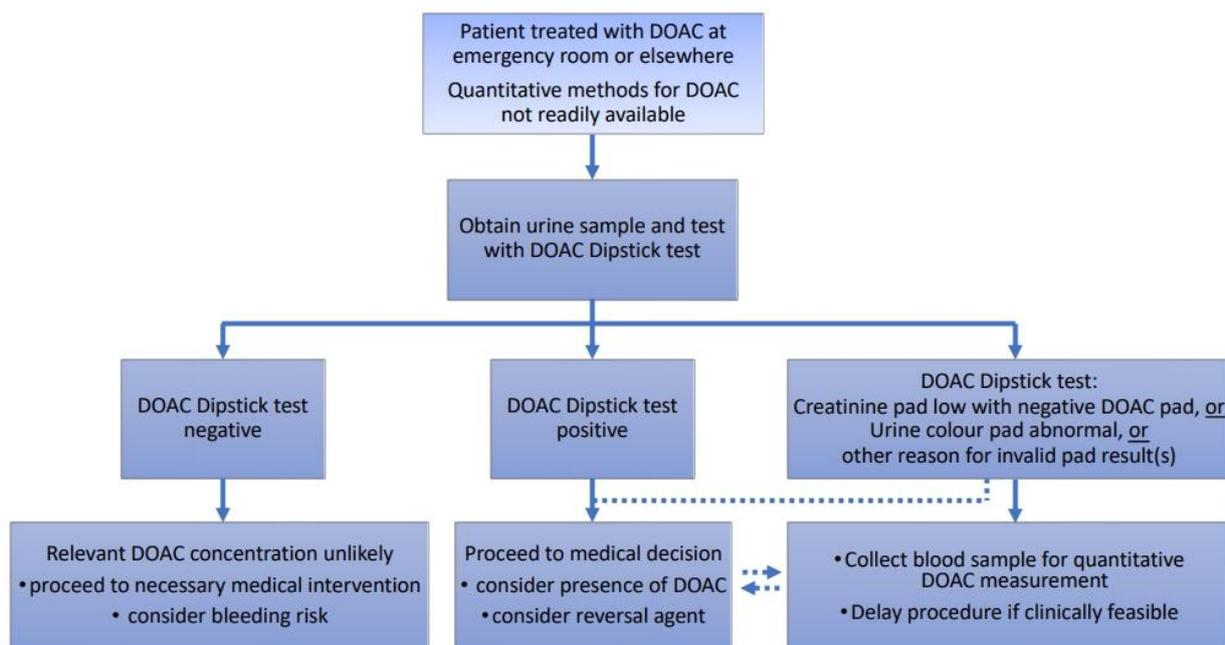 Patient treated with DOAC at
emergency room or elsewhere
Quantitative methods for DOAC
not readily available
Obtain urine sample and test
with DOAC Dipstick test
DOAC Dipstick test
negative
DOAC Dipstick test
positive
DOAC Dipstick test:
Creatinine pad low with negative DOAC pad, or
Urine colour pad abnormal, or
other reason for invalid pad result(s)
Relevant DOAC concentration unlikely
• proceed to necessary medical intervention
• consider bleeding risk
Proceed to medical decision
• consider presence of DOAC
• consider reversal agent
• Collect blood sample for quantitative
DOAC measurement
• Delay procedure if clinically feasible